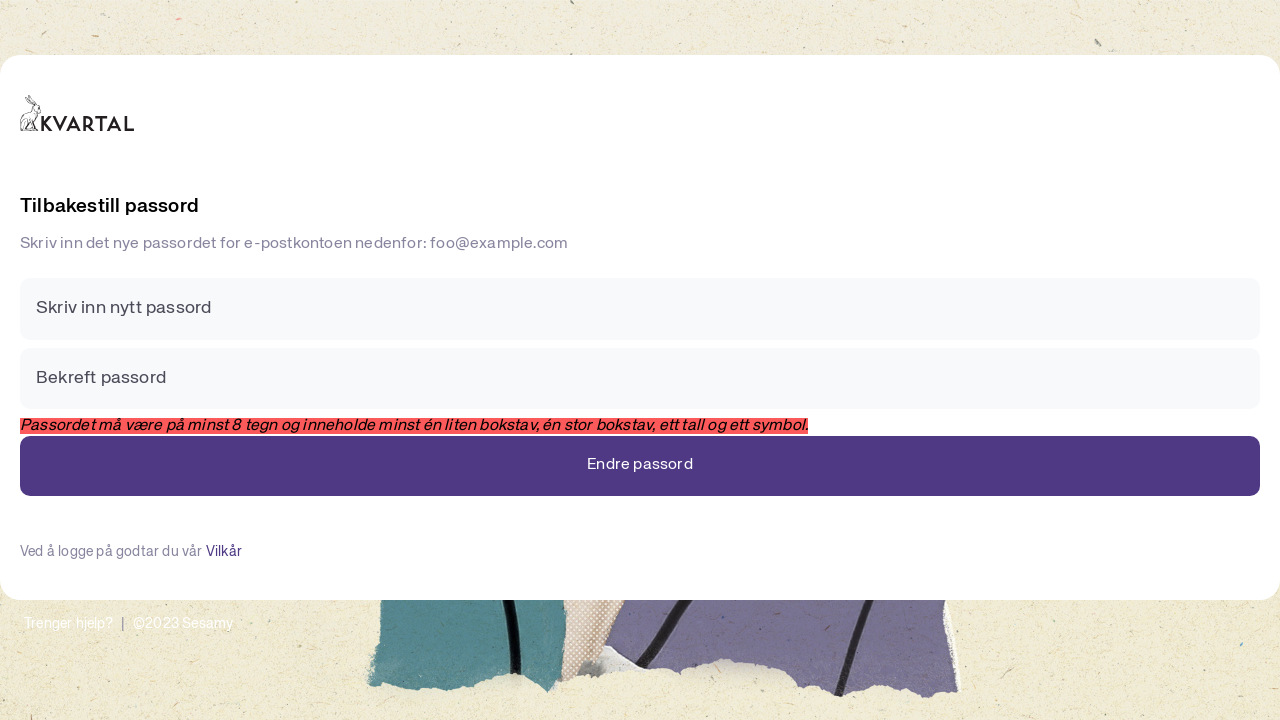 KVARTAL
Tilbakestill passord
Skriv inn det nye passordet for e-postkontoen nedenfor: foo@example.com
Skriv inn nytt passord
Bekreft passord
Passordet må være på minst 8 tegn og inneholde minst én liten bokstav, én stor bokstav, ett tall og ett symbol.
Endre passord
Ved å logge på godtar du vår Vilkår
Trenger hjelp? | ©2023 Sesamy